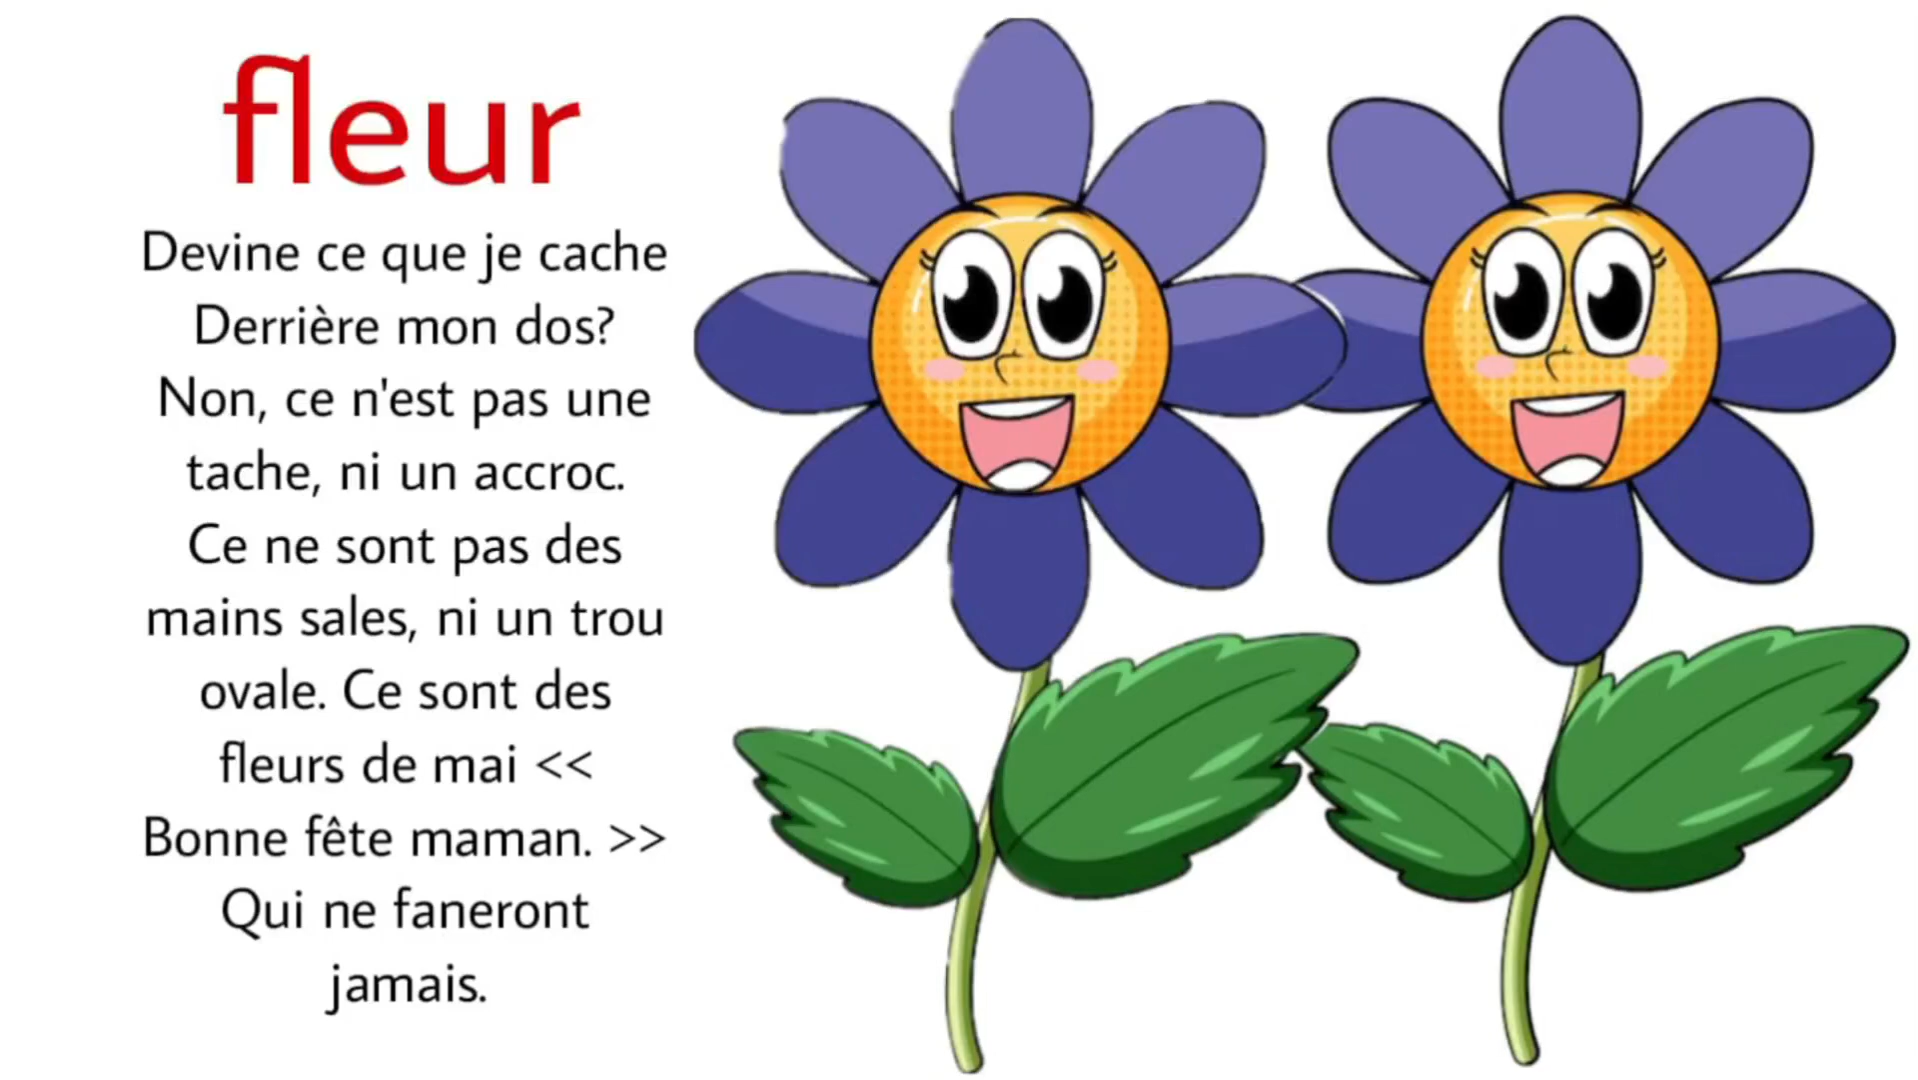 fleur
Devine ce que je cache
Derrière mon dos?
Non, ce n'est pas une
tache, ni un accroc.
Ce ne sont pas des
mains sales, ni un trou
ovale. Ce sont des
fleurs de mai <<
Bonne fête maman. >>
Qui ne faneront
jamais.